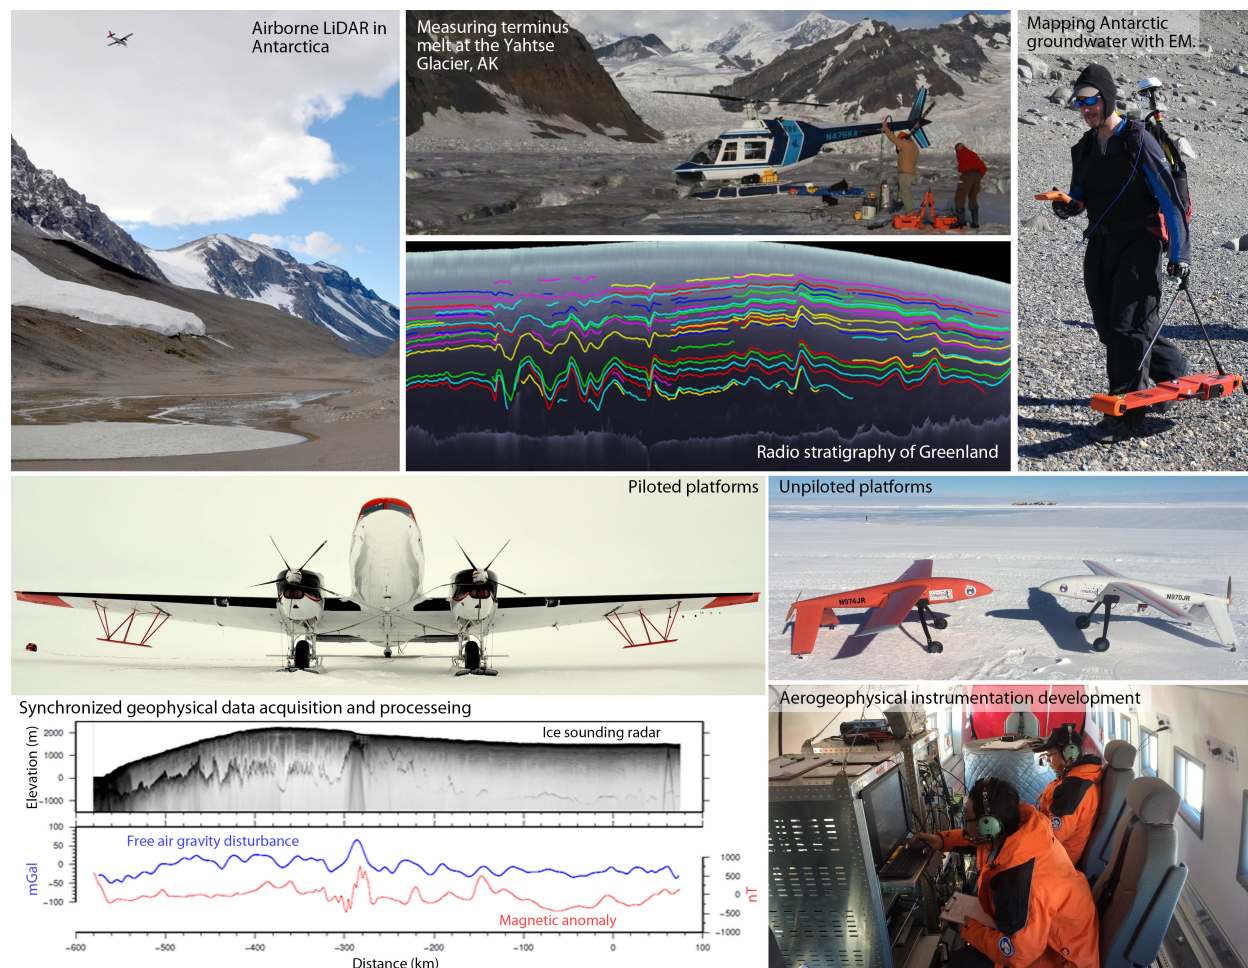 Airborne LiDAR in
Antarctica
Measuring terminus
melt at the Yahtse
Glacier, AK
N479KA
Mapping Antarctic
groundwater with EM.
Radio stratigraphy of Greenland
Piloted platforms
Unpiloted platforms
N974JR
N970JR
Synchronized geophysical data acquisition and processeing
Aerogeophysical instrumentation development
Ice sounding radar
Elevation (m)
2000
1000
0
−1000
Free air gravity disturbance
mGal
100
50
0
−50
−100
1000
500
0
−500
−1000
nT
Magnetic anomaly
−600
−500
−400
−300
−200
−100
0
100
Distance (km)